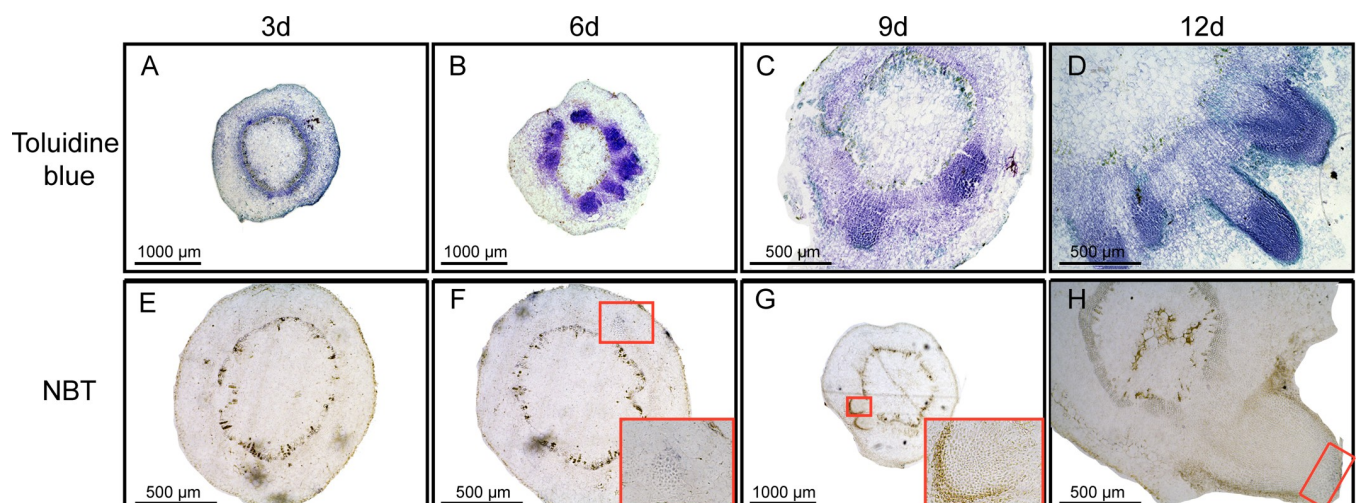 3d 6d 9d 12d
Toluidine
blue
A B C D
1000 µm 1000 µm 500 µm 500 µm
NBT
E F G H
500 µm 500 µm 1000 µm 500 µm